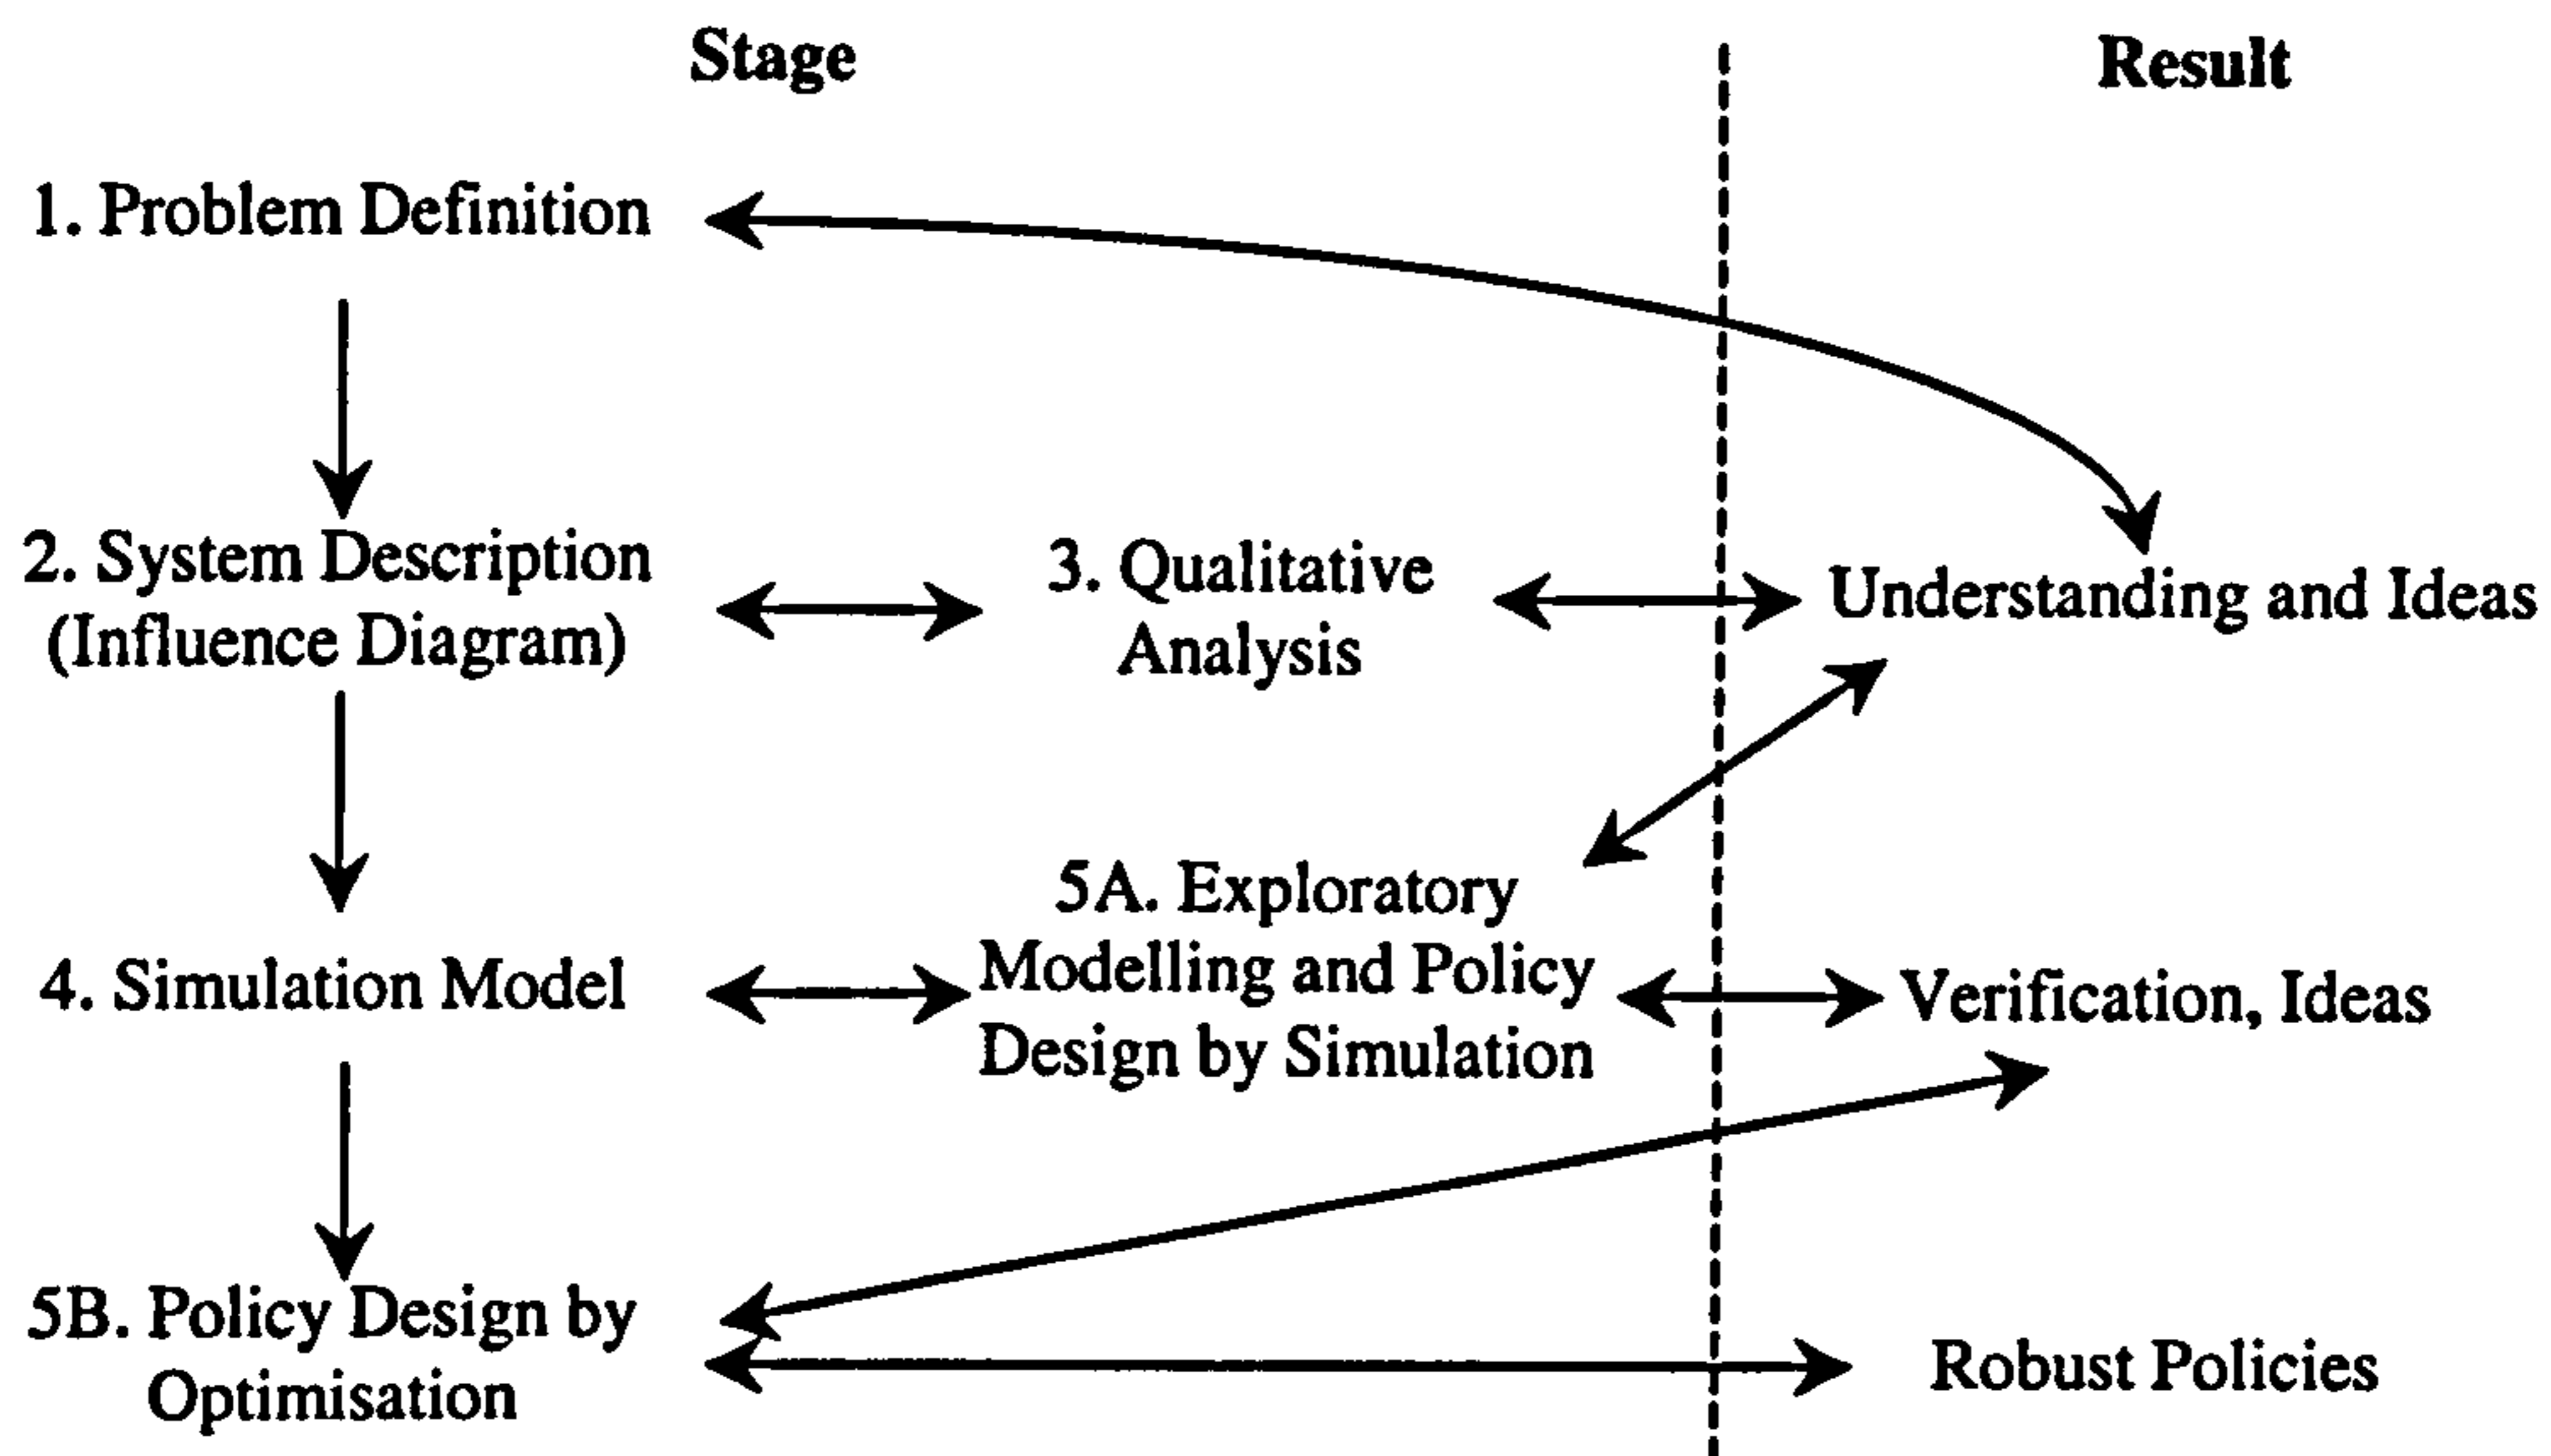 Stage
Result
1. Problem Definition
2. System Description
(Influence Diagram)
3. Qualitative
Analysis
Understanding and Ideas
4. Simulation Model
5A. Exploratory
Modelling and Policy
Design by Simulation
Verification, Ideas
5B. Policy Design by
Optimisation
Robust Policies